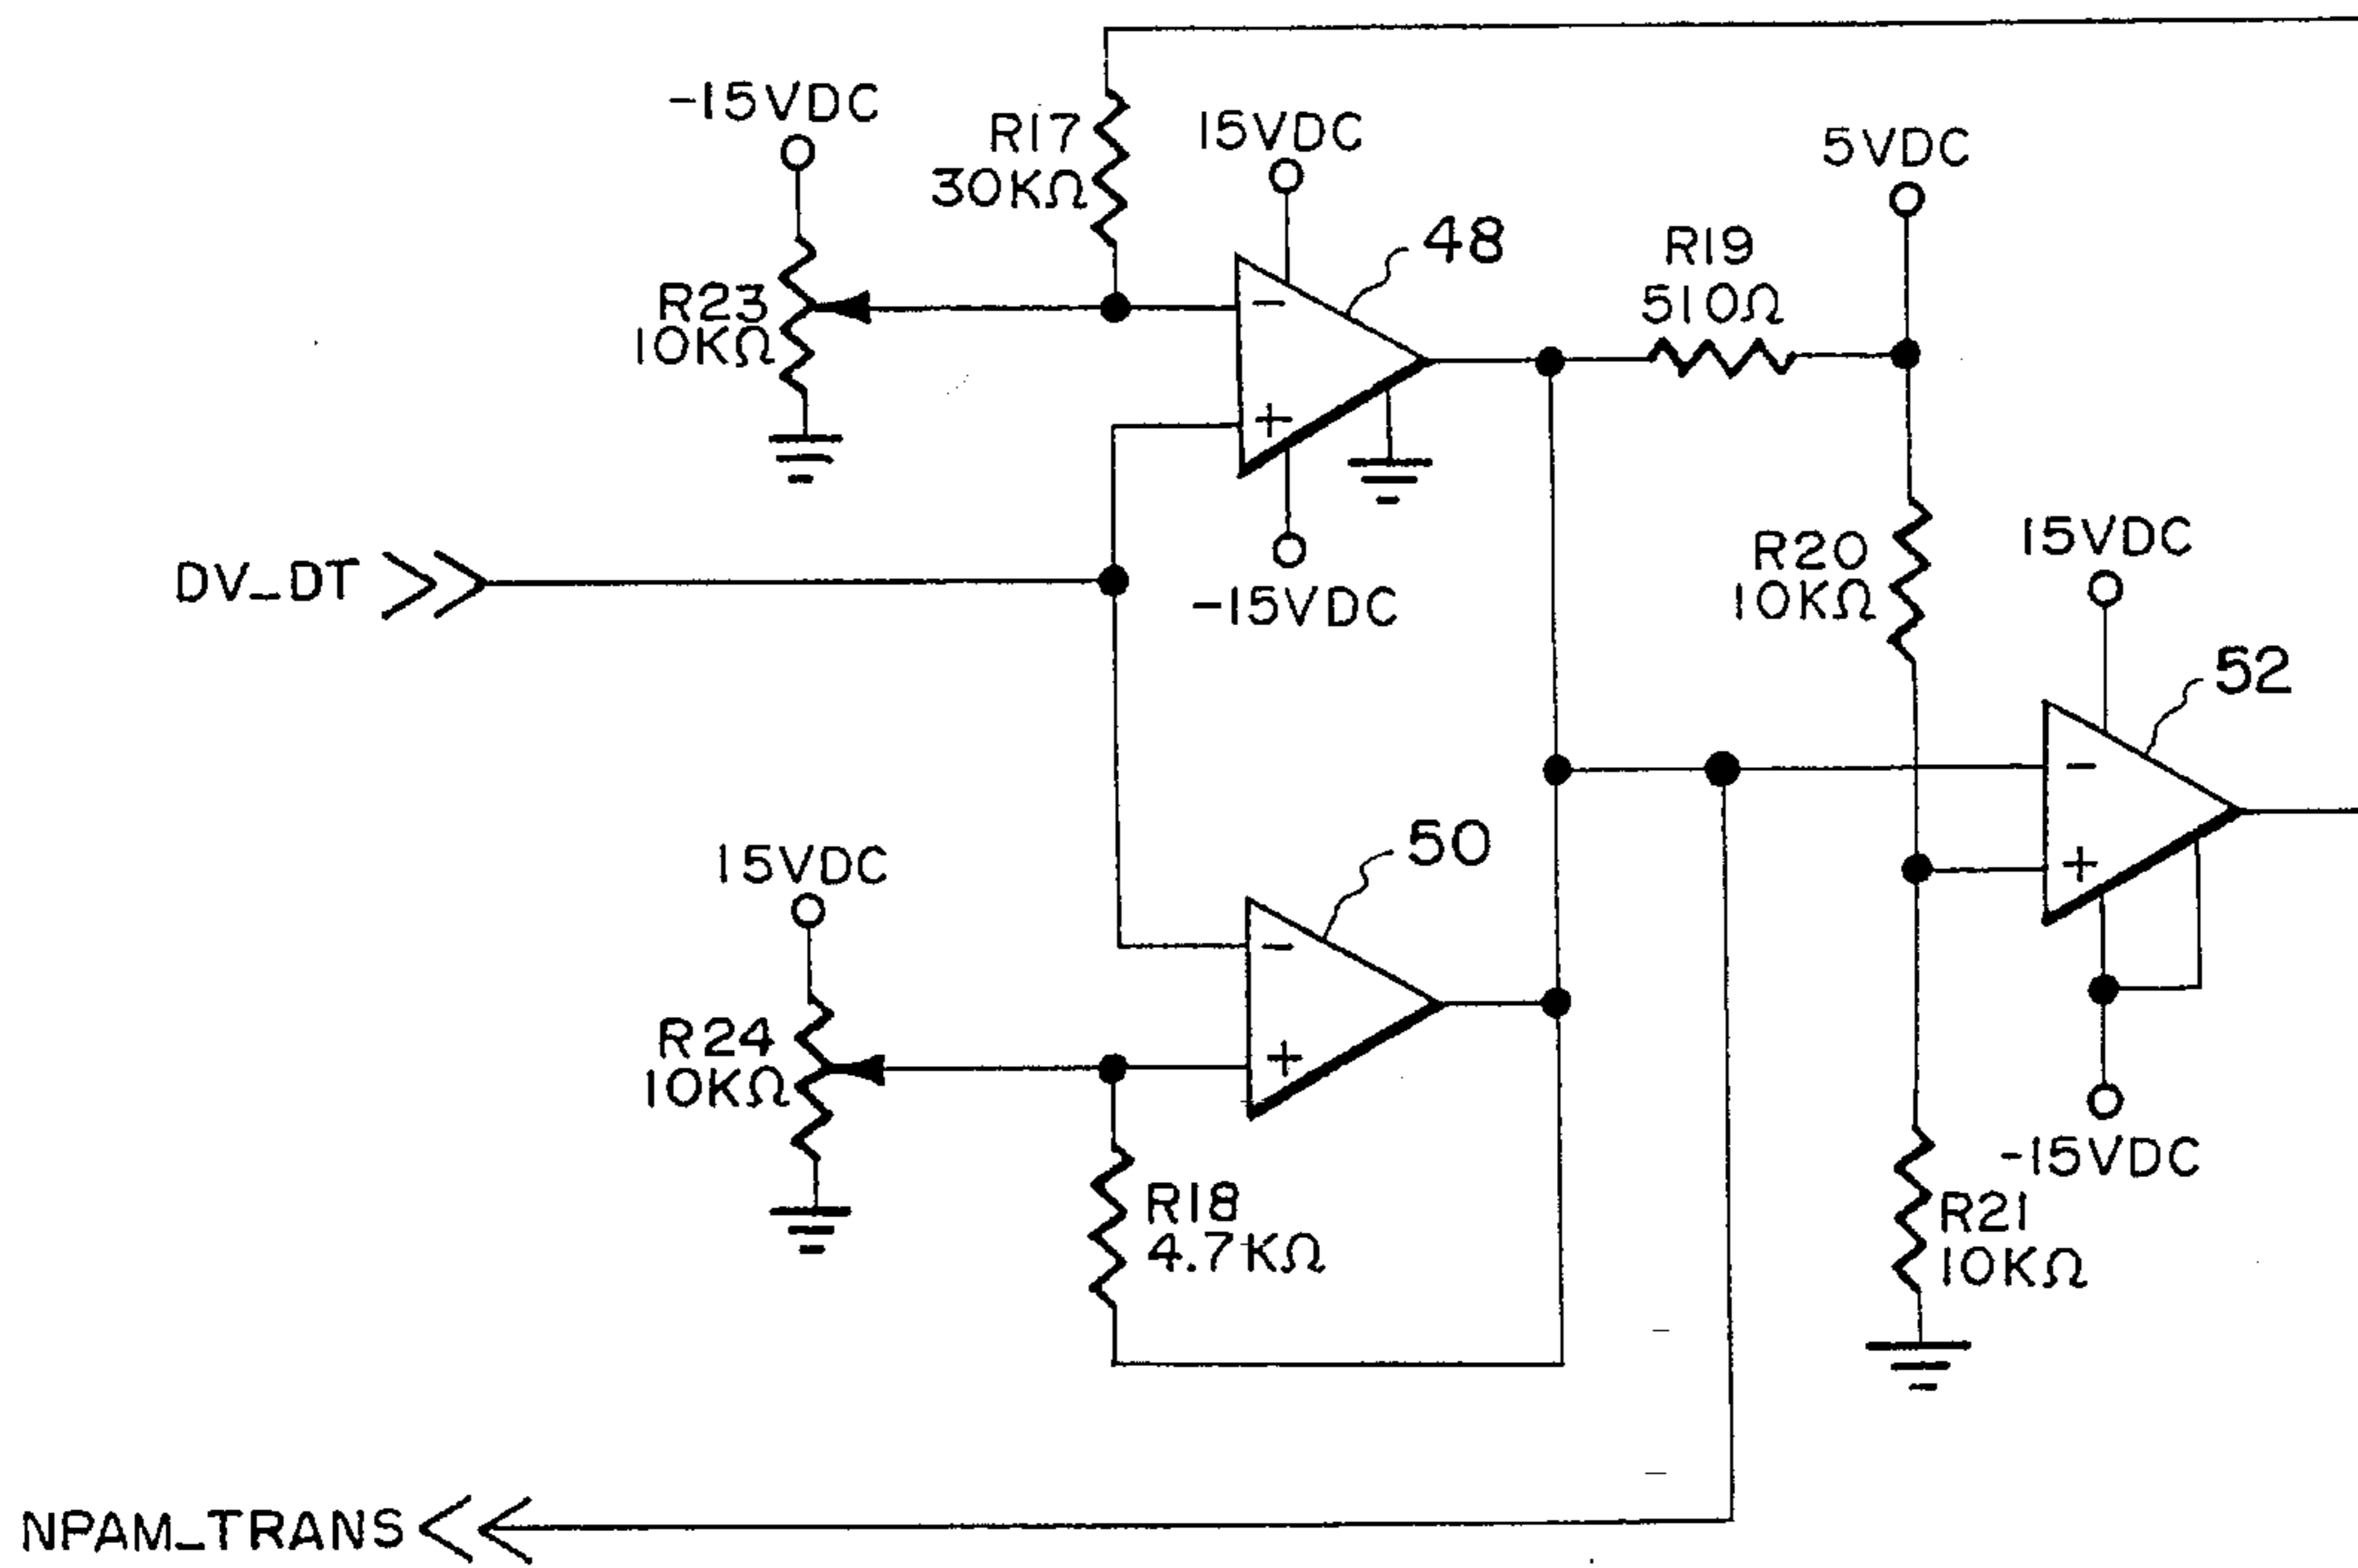 -15VDC
R17
30KΩ
15VDC
5VDC
48
R19
510Ω
R23
10KΩ
-
+
-15VDC
DV_DT
R20
10KΩ
15VDC
52
-
+
15VDC
50
R24
10KΩ
-
+
-15VDC
R18
4.7KΩ
R21
10KΩ
NPAM_TRANS